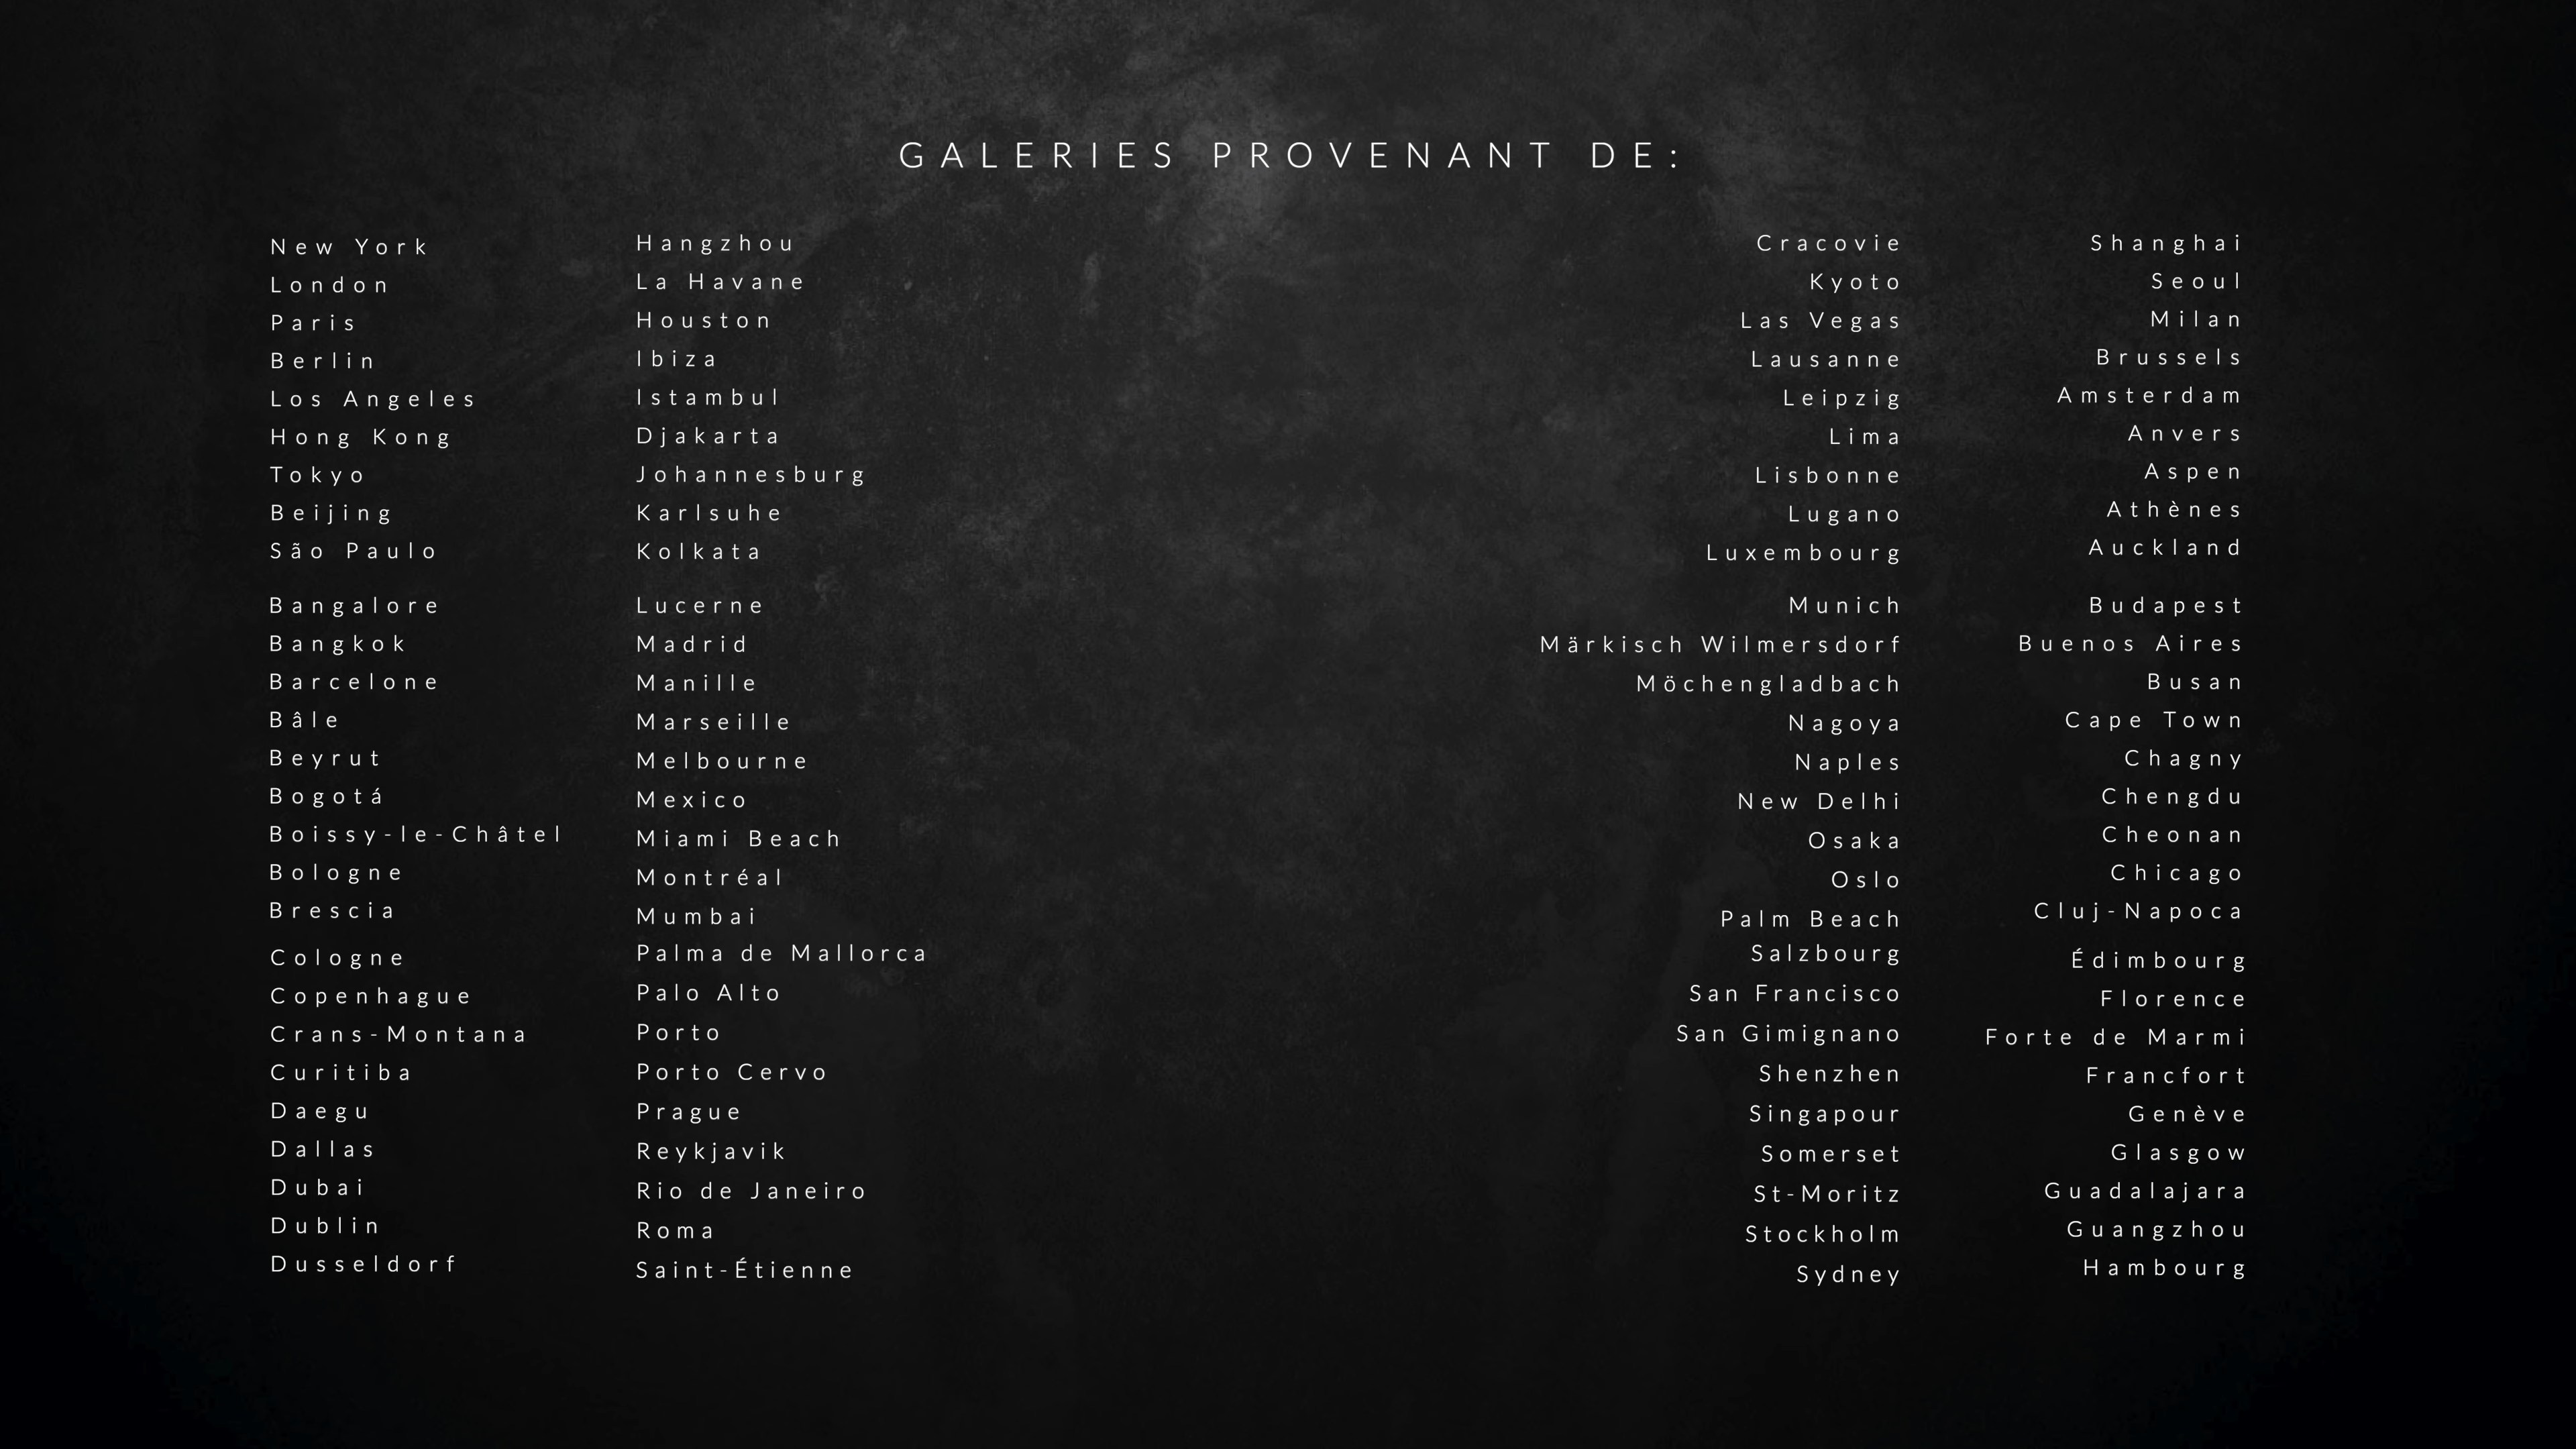 GALERIES PROVENANT DE:
New York
London
Paris
Berlin
Los Angeles
Hong Kong
Tokyo
Beijing
São Paulo
Bangalore
Bangkok
Barcelone
Bâle
Beyrut
Bogotá
Boissy-le-Châtel
Bologne
Brescia
Cologne
Copenhague
Crans-Montana
Curitiba
Daegu
Dallas
Dubai
Dublin
Dusseldorf
Hangzhou
La Havane
Houston
Ibiza
Istambul
Djakarta
Johannesburg
Karlsuhe
Kolkata
Lucerne
Madrid
Manille
Marseille
Melbourne
Mexico
Miami Beach
Montréal
Mumbai
Palma de Mallorca
Palo Alto
Porto
Porto Cervo
Prague
Reykjavik
Rio de Janeiro
Roma
Saint-Étienne
Cracovie
Kyoto
Las Vegas
Lausanne
Leipzig
Lima
Lisbonne
Lugano
Luxembourg
Munich
Märkisch Wilmersdorf
Möchengladbach
Nagoya
Naples
New Delhi
Osaka
Oslo
Palm Beach
Salzbourg
San Francisco
San Gimignano
Shenzhen
Singapour
Somerset
St-Moritz
Stockholm
Sydney
Shanghai
Seoul
Milan
Brussels
Amsterdam
Anvers
Aspen
Athènes
Auckland
Budapest
Buenos Aires
Busan
Cape Town
Chagny
Chengdu
Cheonan
Chicago
Cluj-Napoca
Édimbourg
Florence
Forte de Marmi
Francfort
Genève
Glasgow
Guadalajara
Guangzhou
Hambourg